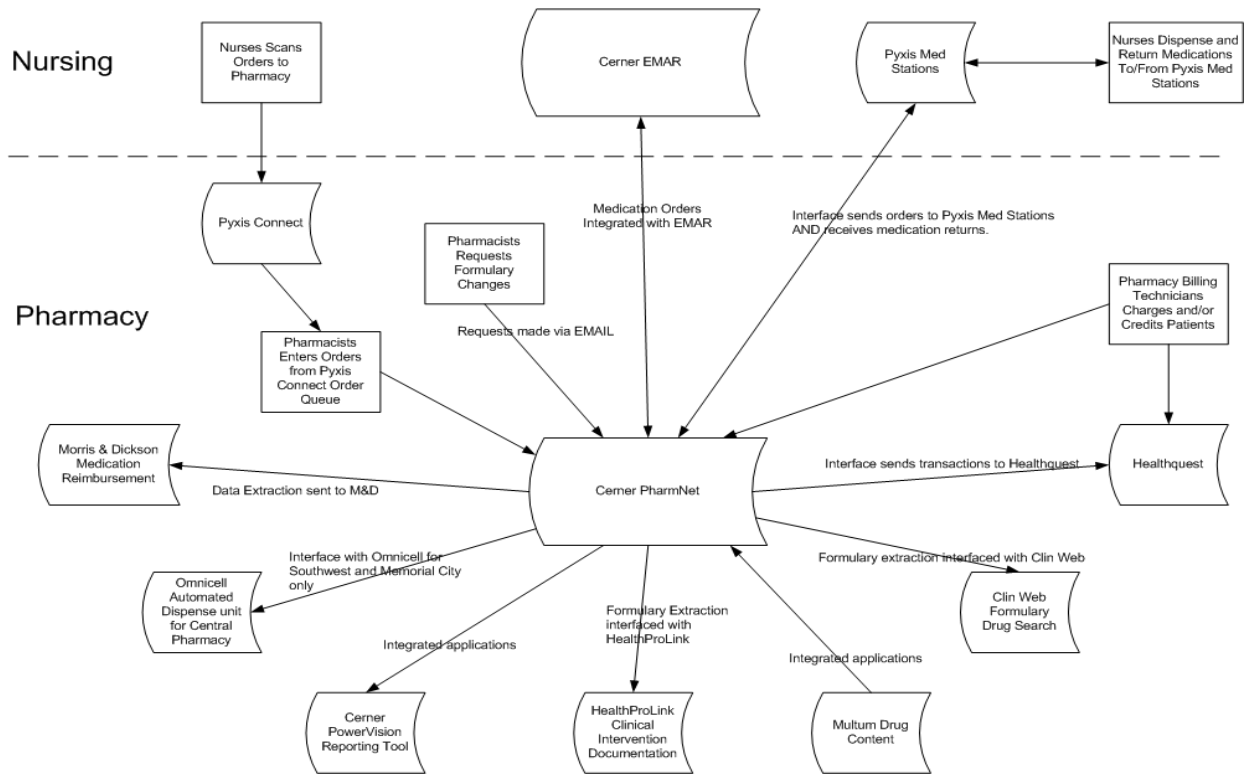 Nursing
Nurses Scans
Orders to
Pharmacy
Cerner EMAR
Pyxis Med
Stations
Nurses Dispense and
Return Medications
To/From Pyxis Med
Stations
Pyxis Connect
Medication Orders
Integrated with EMAR
Interface sends orders to Pyxis Med Stations
AND receives medication returns.
Pharmacists
Requests
Formulary
Changes
Pharmacy Billing
Technicians
Charges and/or
Credits Patients
Pharmacy
Requests made via EMAIL
Pharmacists
Enters Orders
from Pyxis
Connect Order
Queue
Morris & Dickson
Medication
Reimbursement
Data Extraction sent to M&D
Cerner PharmNet
Interface sends transactions to Healthquest
Healthquest
Interface with Omnicell for
Southwest and Memorial City
only
Formulary extraction interfaced with Clin Web
Omnicell
Automated
Dispense unit
for Central
Pharmacy
Clin Web
Formulary
Drug Search
Integrated applications
Formulary Extraction
interfaced with
HealthProLink
Integrated applications
Cerner
PowerVision
Reporting Tool
HealthProLink
Clinical
Intervention
Documentation
Multum Drug
Content